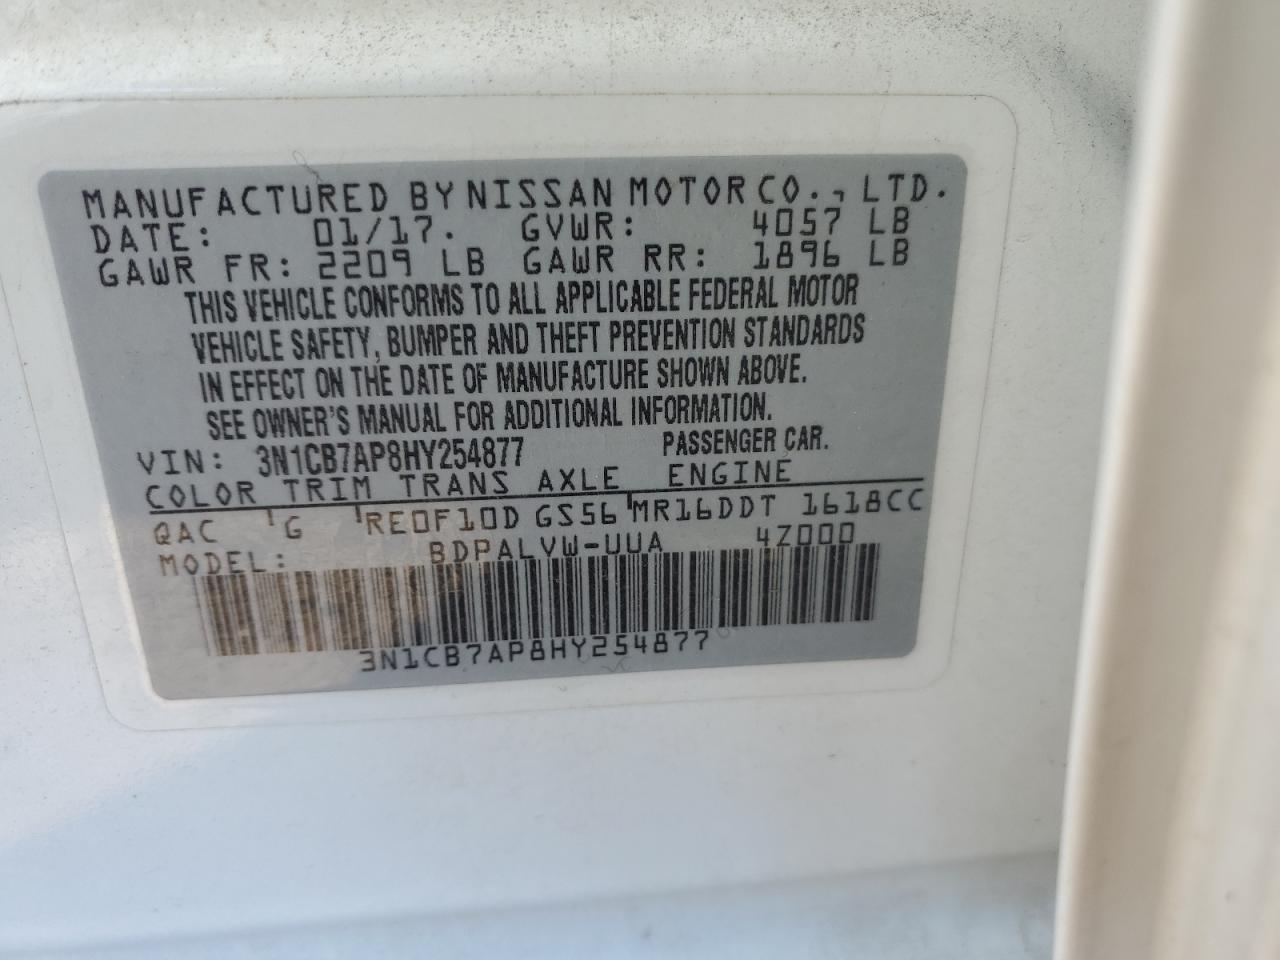 MANUFACTURED BY NISSAN MOTOR CO., LTD.
DATE: 01/17. GVWR: 4057 LB
GAWR FR: 2209 LB GAWR RR: 1896 LB
THIS VEHICLE CONFORMS TO ALL APPLICABLE FEDERAL MOTOR
VEHICLE SAFETY, BUMPER AND THEFT PREVENTION STANDARDS
IN EFFECT ON THE DATE OF MANUFACTURE SHOWN ABOVE.
SEE OWNER'S MANUAL FOR ADDITIONAL INFORMATION.
VIN: 3N1CB7AP8HY254877 PASSENGER CAR.
COLOR TRIM TRANS AXLE ENGINE
QAC G RE0F10D GS56 MR16DDT 1618CC
MODEL: BDPALVW-UUA 4Z000
3N1CB7AP8HY254877